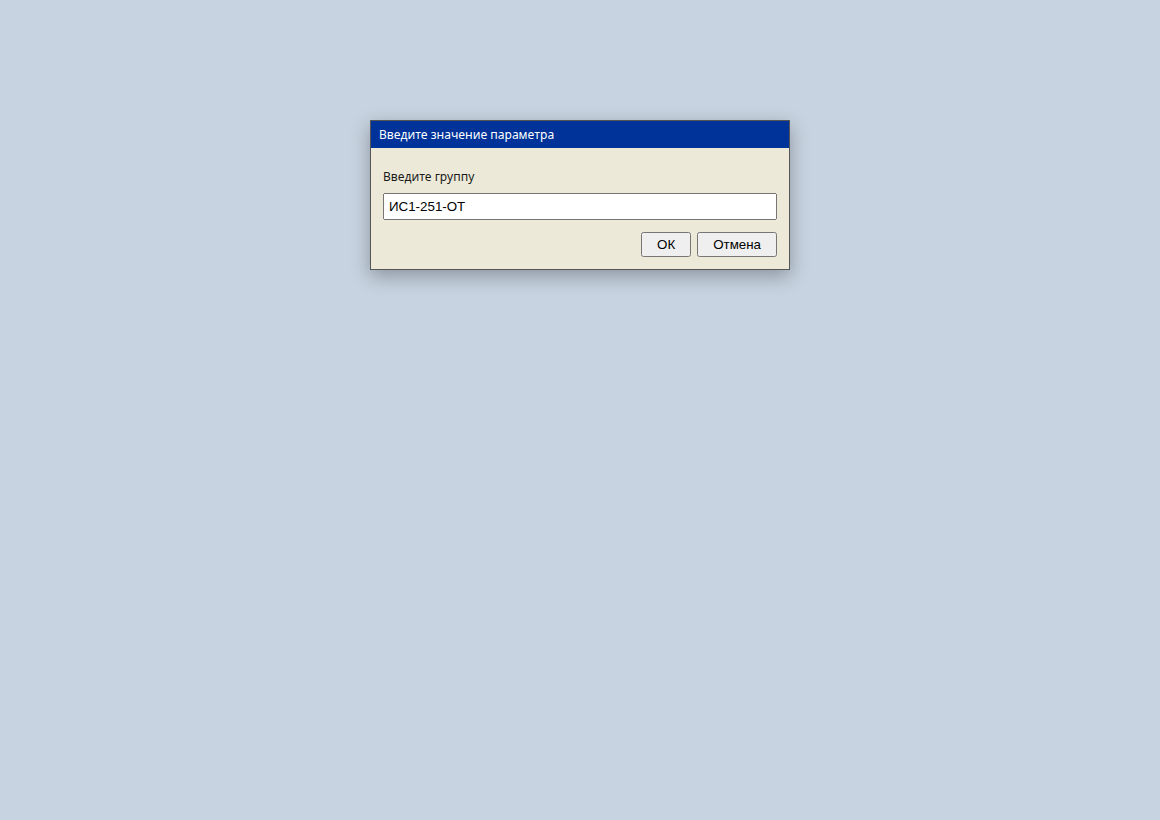 Введите значение параметра
Введите группу
ИС1-251-ОТ
ОК
Отмена